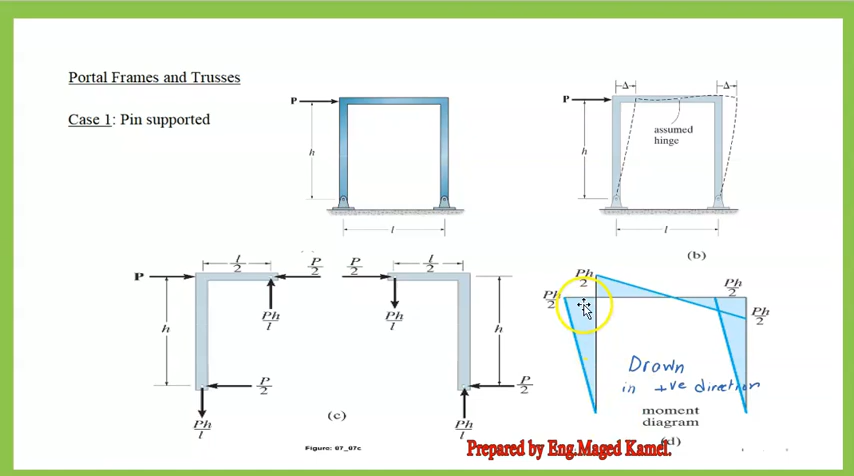 Portal Frames and Trusses
Case 1: Pin supported
P
h
l
Δ
Δ
P
assumed
hinge
h
l
(b)
l/2
P
P/2
Ph/l
h
P/2
Ph/l
l/2
P/2
Ph/l
h
P/2
Ph/l
(c)
Figure: 07_07c
Ph/2
Ph/2
Ph/2
Ph/2
Drown
in +ve direction
moment
diagram
(d)
Prepared by Eng.Maged Kamel.